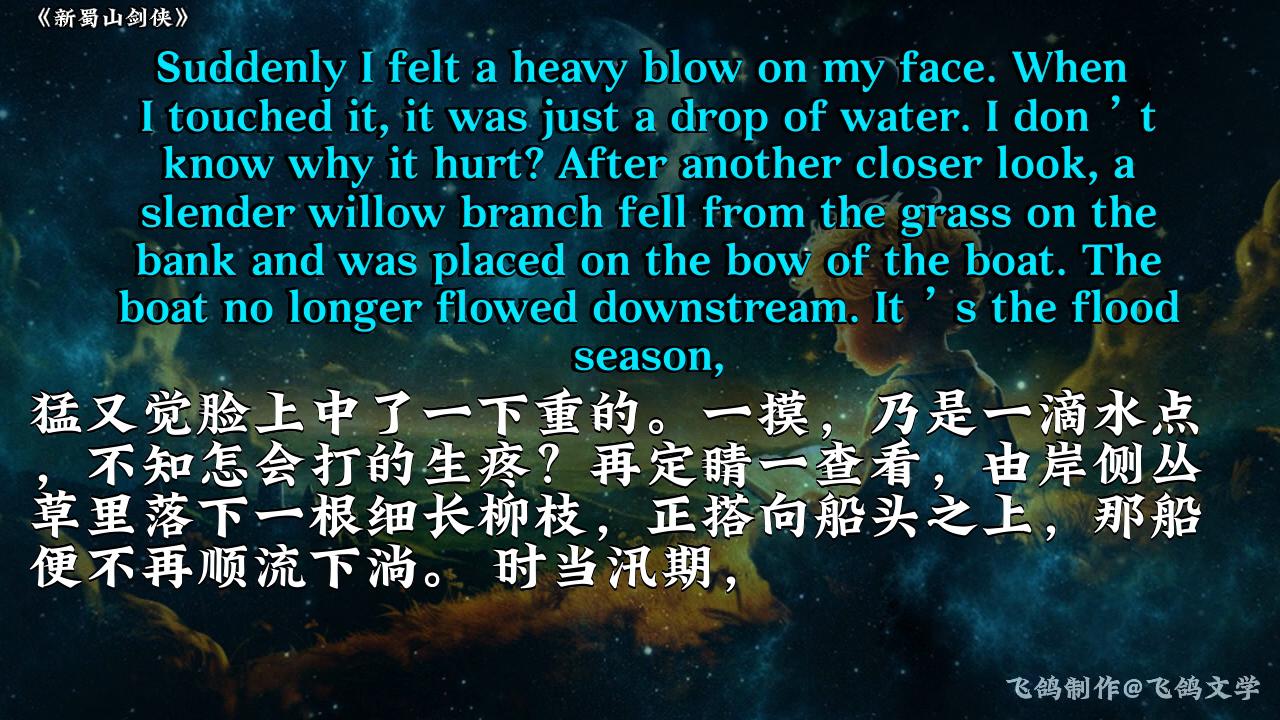 《新蜀山剑侠》
Suddenly I felt a heavy blow on my face. When
I touched it, it was just a drop of water. I don ’ t
know why it hurt? After another closer look, a
slender willow branch fell from the grass on the
bank and was placed on the bow of the boat. The
boat no longer flowed downstream. It ’ s the flood
season,
猛又觉脸上中了一下重的。一摸，乃是一滴水点
，不知怎会打的生疼？再定睛一查看，由岸侧丛
草里落下一根细长柳枝，正搭向船头之上，那船
便不再顺流下淌。 时当汛期，
飞鸽制作@飞鸽文学